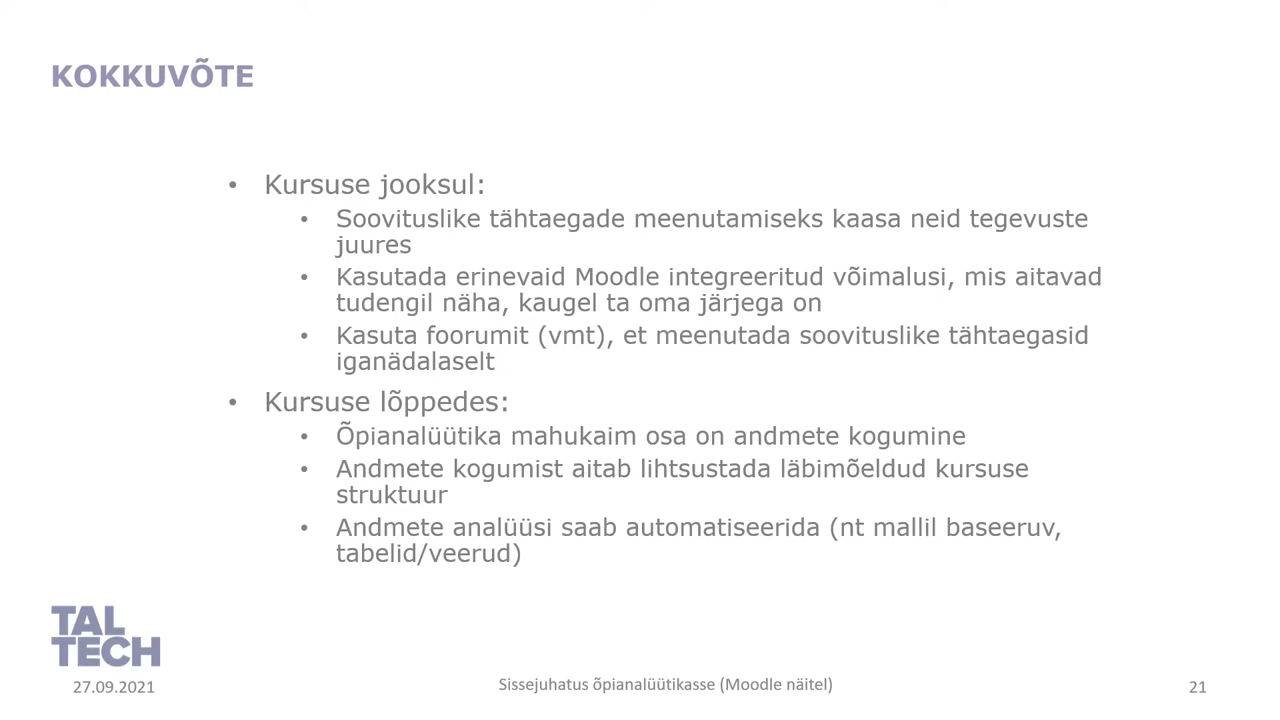 KOKKUVÕTE
• Kursuse jooksul:
• Soovituslike tähtaegade meenutamiseks kaasa neid tegevuste
juures
• Kasutada erinevaid Moodle integreeritud võimalusi, mis aitavad
tudengil näha, kaugel ta oma järjega on
• Kasuta foorumit (vmt), et meenutada soovituslike tähtaegasid
iganädalaselt
• Kursuse lõppedes:
• Õpianalüütika mahukaim osa on andmete kogumine
• Andmete kogumist aitab lihtsustada läbimõeldud kursuse
struktuur
• Andmete analüüsi saab automatiseerida (nt mallil baseeruv,
tabelid/veerud)
TAL
TECH
27.09.2021
Sissejuhatus õpianalüütikasse (Moodle näitel)
21